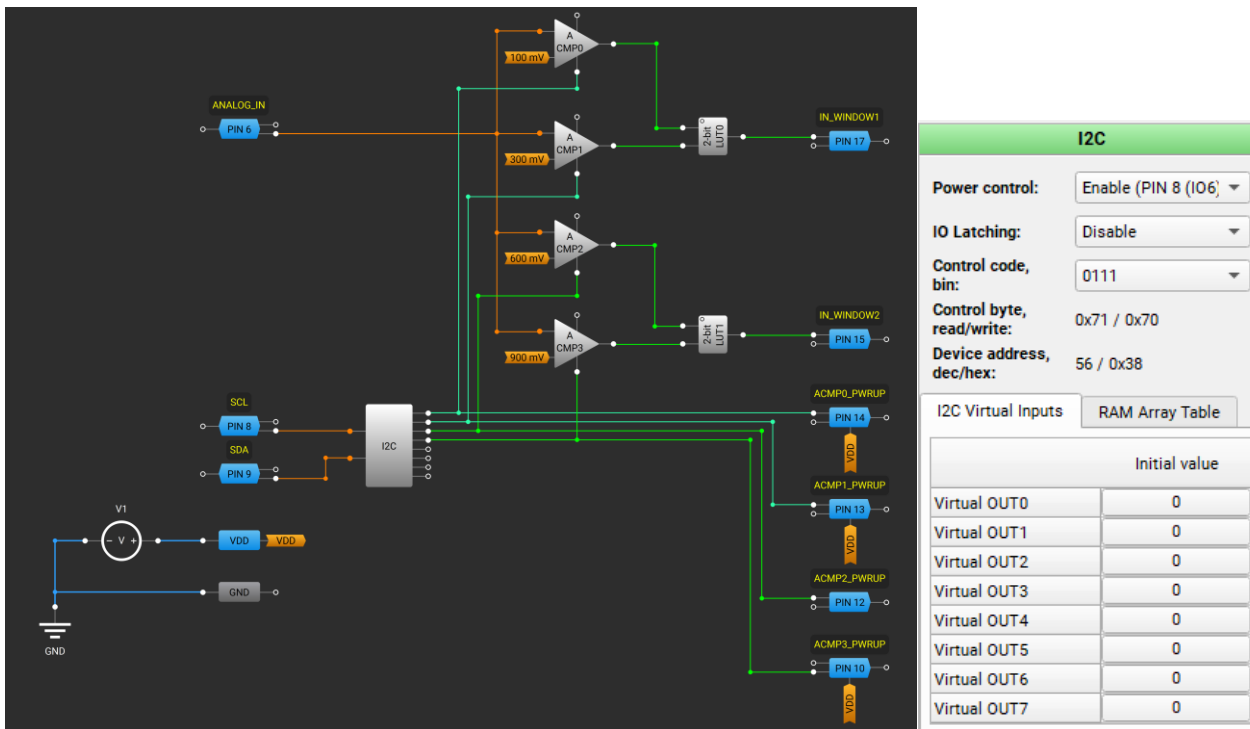 A
CMP0
100 mV
ANALOG_IN
PIN 6
A
CMP1
300 mV
2-bit
LUT0
IN_WINDOW1
PIN 17
A
CMP2
600 mV
A
CMP3
900 mV
2-bit
LUT1
IN_WINDOW2
PIN 15
SCL
PIN 8
SDA
PIN 9
I2C
ACMP0_PWRUP
PIN 14
VDD
ACMP1_PWRUP
PIN 13
VDD
ACMP2_PWRUP
PIN 12
ACMP3_PWRUP
PIN 10
VDD
V1
- V +
VDD
VDD
GND
GND
I2C
Power control:
Enable (PIN 8 (IO6)
IO Latching:
Disable
Control code,
bin:
0111
Control byte,
read/write:
0x71 / 0x70
Device address,
dec/hex:
56 / 0x38
I2C Virtual Inputs
RAM Array Table
Initial value
Virtual OUT0 0
Virtual OUT1 0
Virtual OUT2 0
Virtual OUT3 0
Virtual OUT4 0
Virtual OUT5 0
Virtual OUT6 0
Virtual OUT7 0